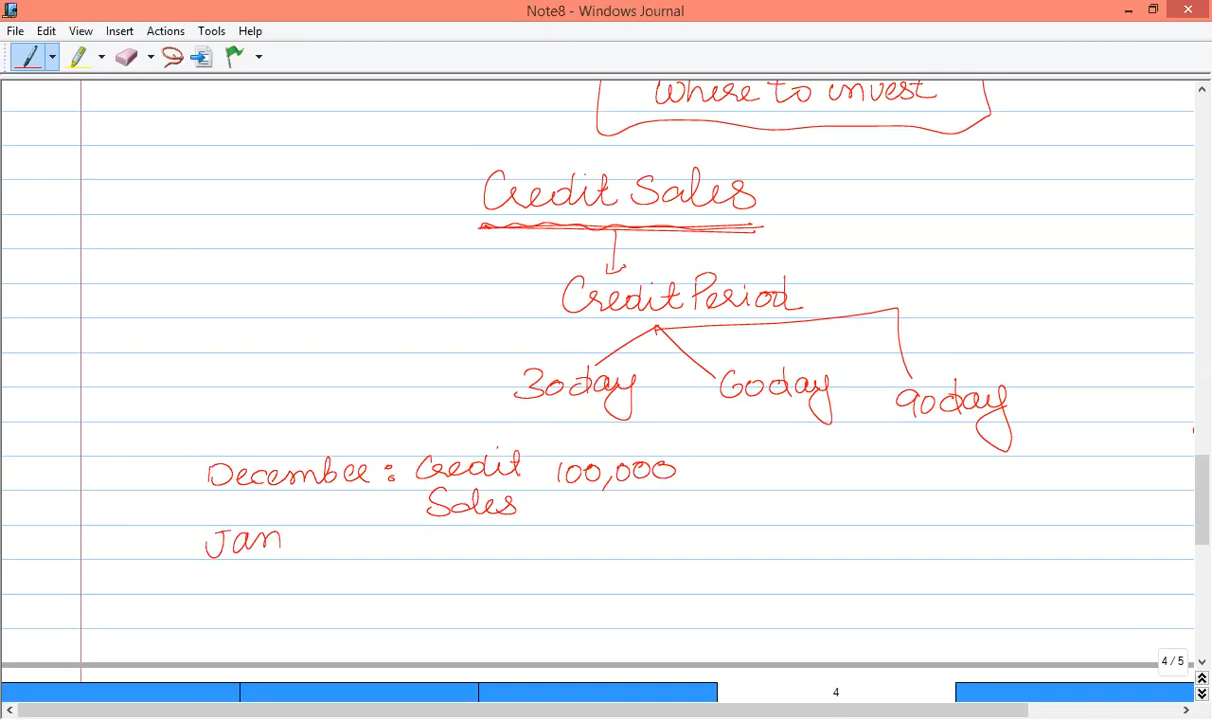 Note8 - Windows Journal
File Edit View Insert Actions Tools Help
Where to invest
Credit Sales
Credit Period
30day 60day 90day
December : Credit 100,000
Sales
Jan
4 / 5
4